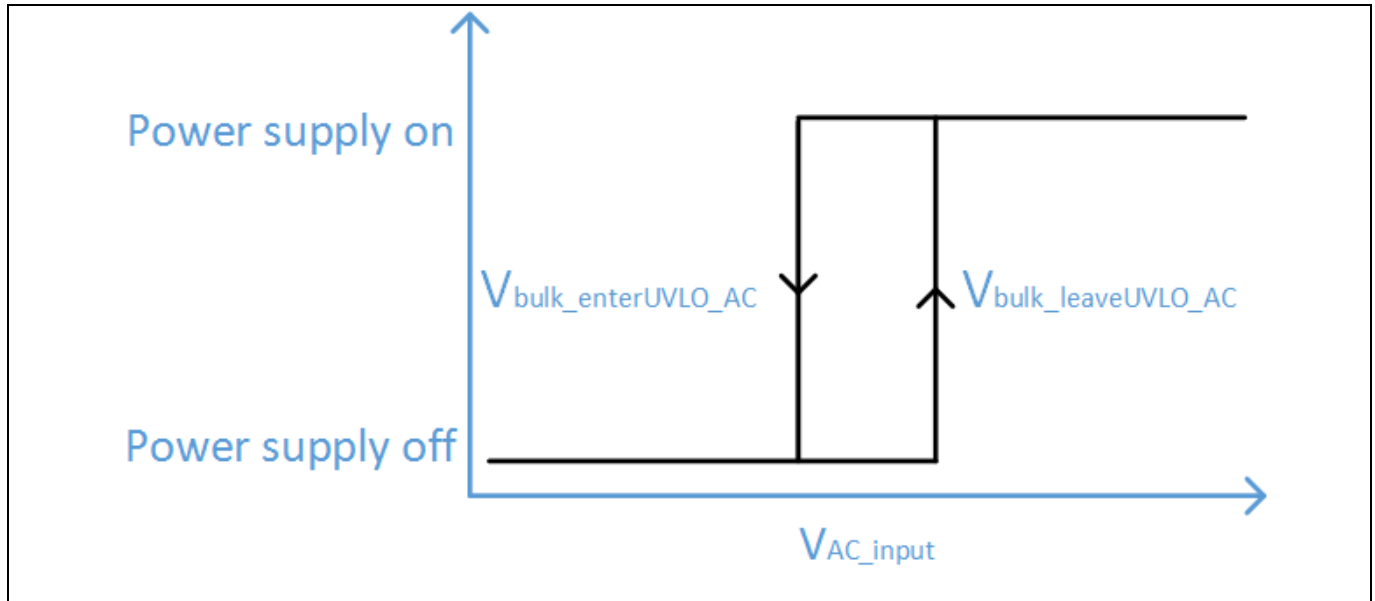 Power supply on
Vbulk_enterUVLO_AC
Vbulk_leaveUVLO_AC
Power supply off
VAC_input